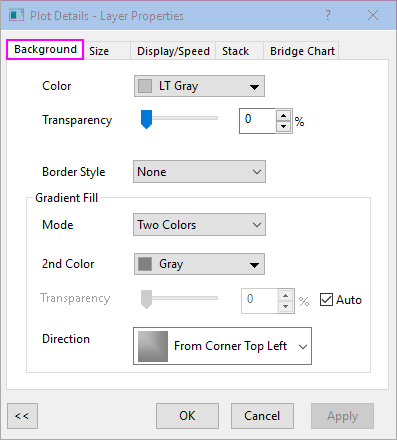 Plot Details - Layer Properties ? ×
Background Size Display/Speed Stack Bridge Chart
Color LT Gray
Transparency 0 %
Border Style None
Gradient Fill
Mode Two Colors
2nd Color Gray
Transparency 0 % Auto
Direction From Corner Top Left
<< OK Cancel Apply